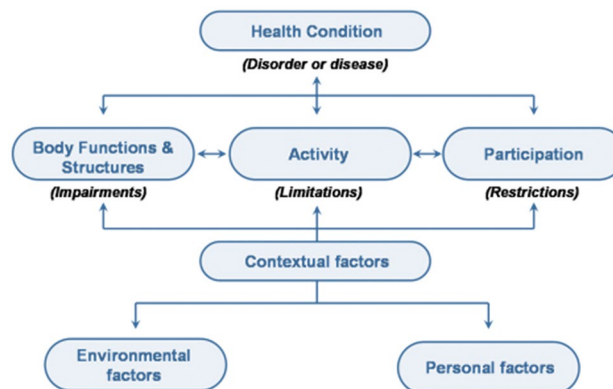 Health Condition
(Disorder or disease)
Body Functions &
Structures
Activity
Participation
(Impairments)
(Limitations)
(Restrictions)
Contextual factors
Environmental
factors
Personal factors